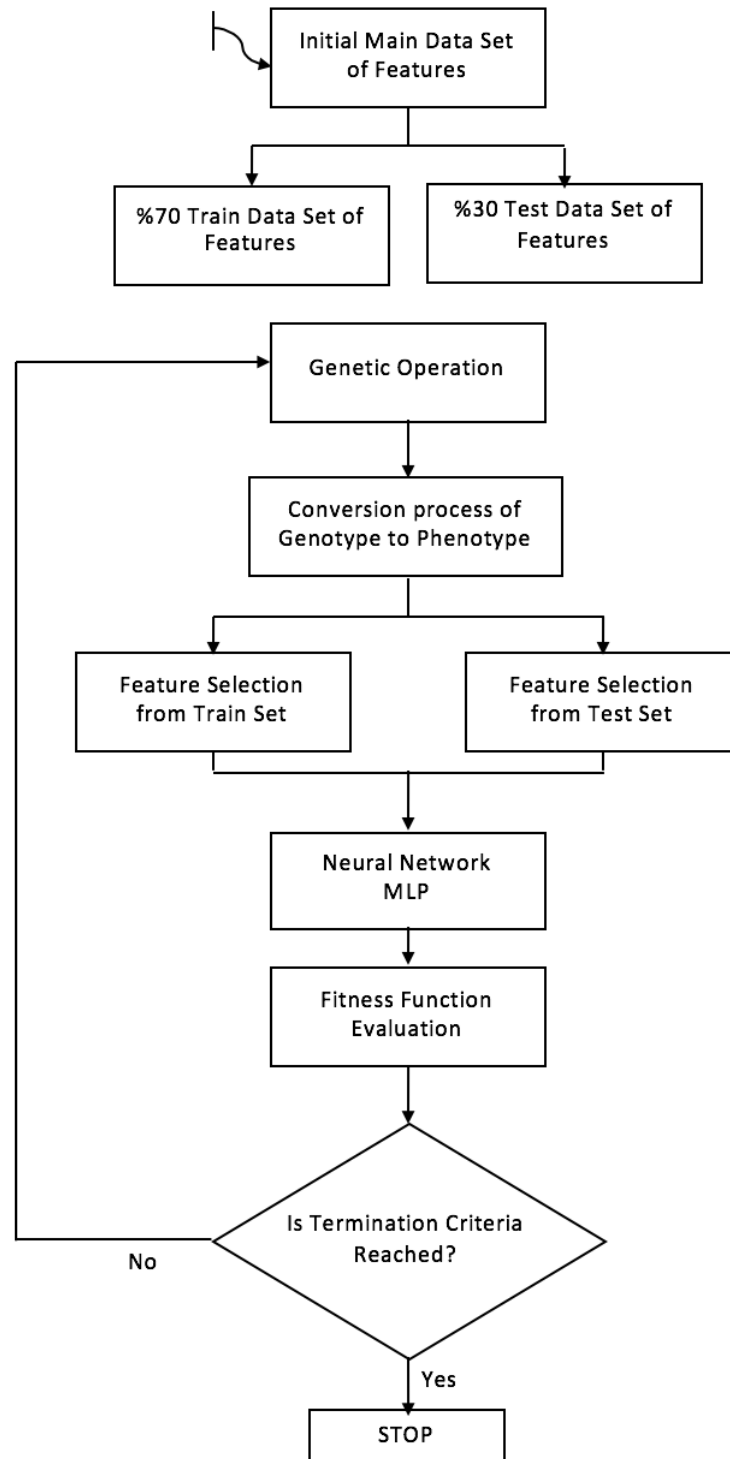 Initial Main Data Set
of Features
%70 Train Data Set of
Features
%30 Test Data Set of
Features
Genetic Operation
Conversion process of
Genotype to Phenotype
Feature Selection
from Train Set
Feature Selection
from Test Set
Neural Network
MLP
Fitness Function
Evaluation
Is Termination Criteria
Reached?
No
Yes
STOP